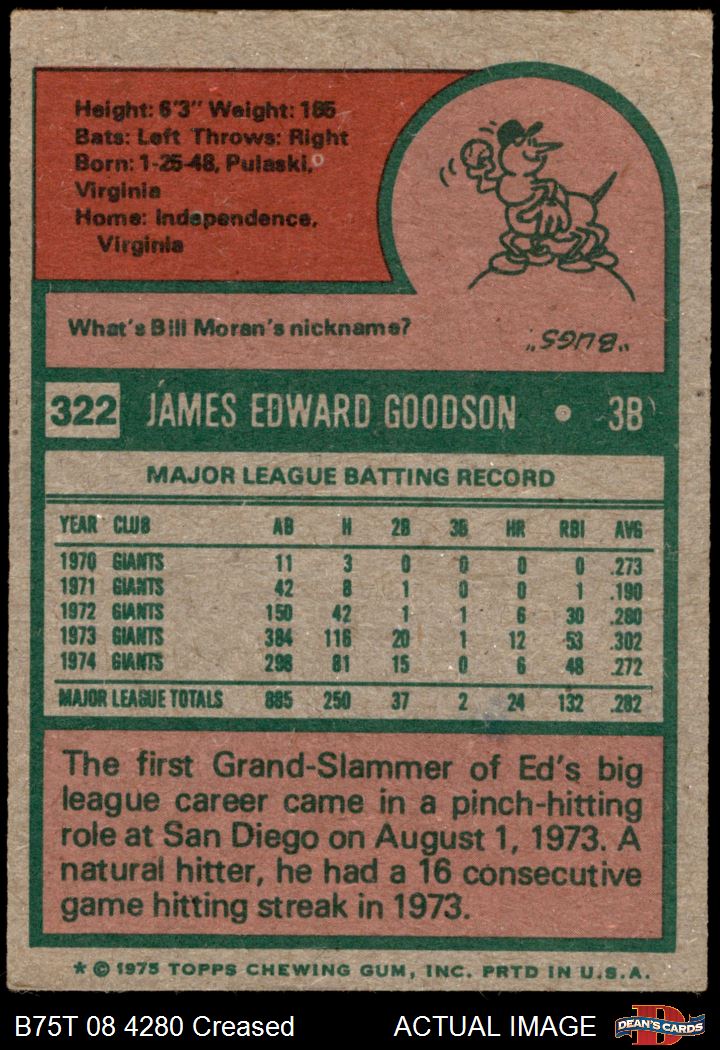 Height: 6'3" Weight: 185
Bats: Left Throws: Right
Born: 1-25-48, Pulaski,
Virginia
Home: Independence,
Virginia
What's Bill Moran's nickname?
"BUGS"
322 JAMES EDWARD GOODSON • 3B
MAJOR LEAGUE BATTING RECORD
YEAR CLUB AB H 2B 3B HR RBI AVG
1970 GIANTS 11 3 0 0 0 0 .273
1971 GIANTS 42 8 1 0 0 1 .190
1972 GIANTS 150 42 1 1 6 30 .280
1973 GIANTS 384 116 20 1 12 53 .302
1974 GIANTS 298 81 15 0 6 48 .272
MAJOR LEAGUE TOTALS 885 250 37 2 24 132 .282
The first Grand-Slammer of Ed's big
league career came in a pinch-hitting
role at San Diego on August 1, 1973. A
natural hitter, he had a 16 consecutive
game hitting streak in 1973.
* © 1975 TOPPS CHEWING GUM, INC. PRTD IN U.S.A.
B75T 08 4280 Creased ACTUAL IMAGE DEAN'S CARDS